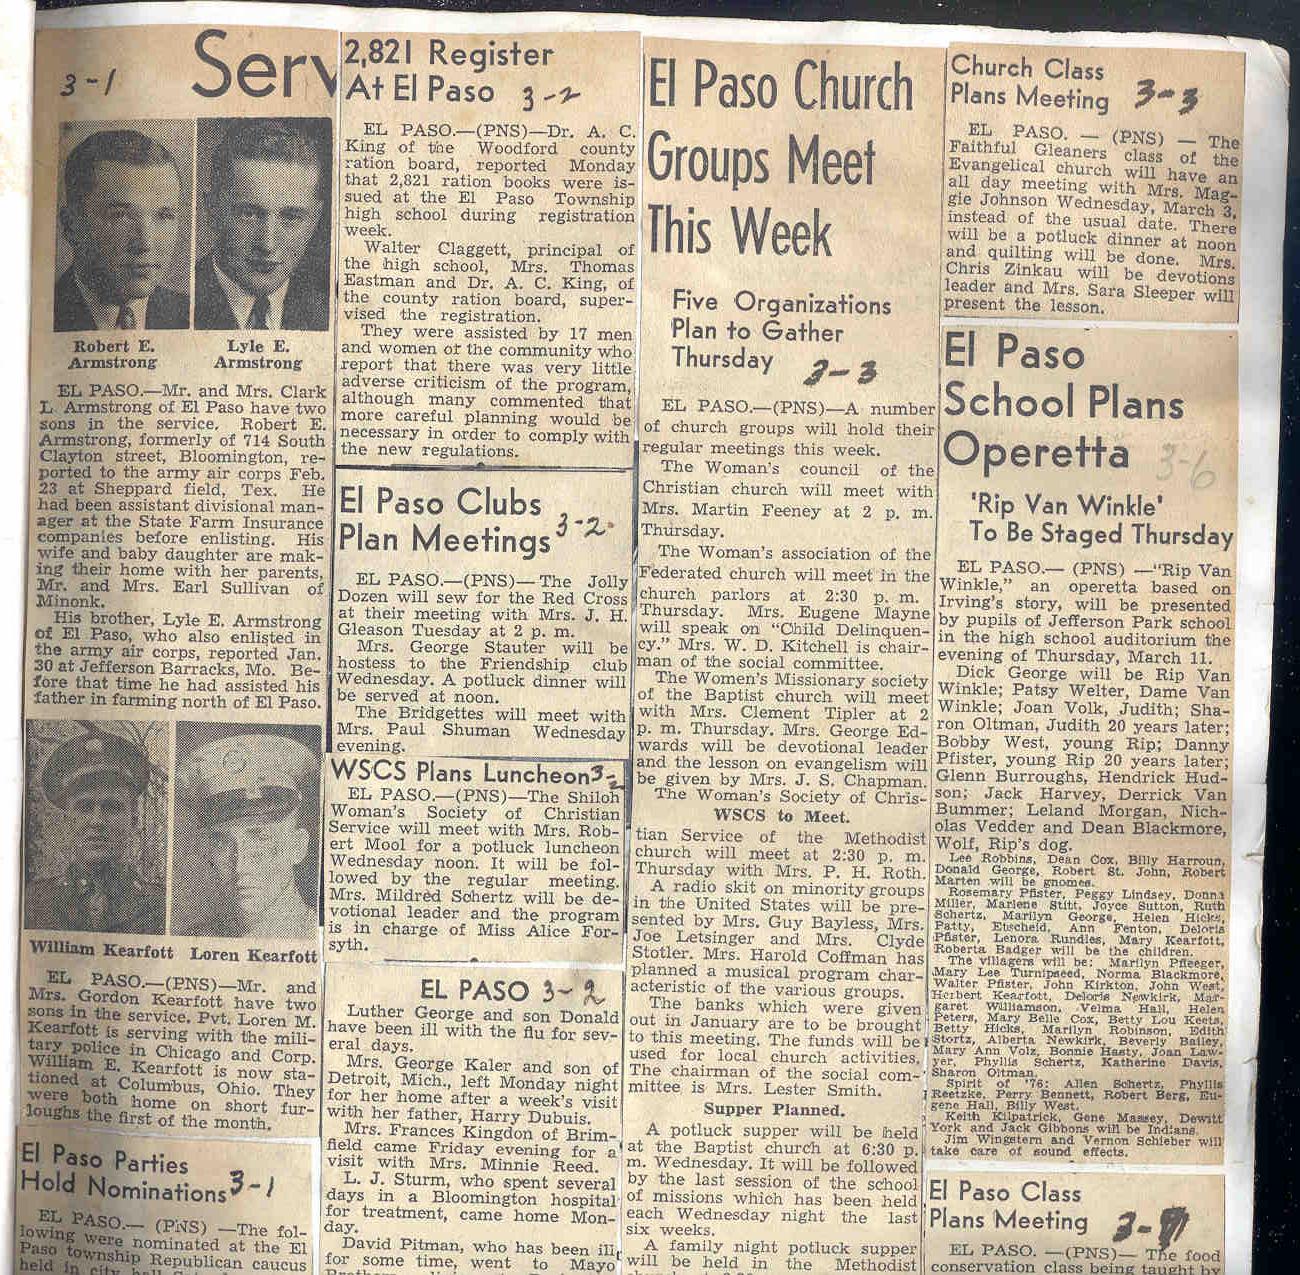 3-1
Serv
Robert E.
Armstrong
Lyle E.
Armstrong
EL PASO.—Mr. and Mrs. Clark
L. Armstrong of El Paso have two
sons in the service. Robert E.
Armstrong, formerly of 714 South
Clayton street, Bloomington, re-
ported to the army air corps Feb.
23 at Sheppard field, Tex. He
had been assistant divisional man-
ager at the State Farm Insurance
companies before enlisting. His
wife and baby daughter are mak-
ing their home with her parents,
Mr. and Mrs. Earl Sullivan of
Minonk.
His brother, Lyle E. Armstrong
of El Paso, who also enlisted in
the army air corps, reported Jan.
30 at Jefferson Barracks, Mo. Be-
fore that time he had assisted his
father in farming north of El Paso.
William Kearfott
Loren Kearfott
EL PASO.—(PNS)—Mr. and
Mrs. Gordon Kearfott have two
sons in the service. Pvt. Loren M.
Kearfott is serving with the mili-
tary police in Chicago and Corp.
William E. Kearfott is now sta-
tioned at Columbus, Ohio. They
were both home on short fur-
loughs the first of the month.
El Paso Parties
Hold Nominations 3-1
EL PASO.— (PNS) —The fol-
lowing were nominated at the El
Paso township Republican caucus
held in city hall
2,821 Register
At El Paso 3-2
EL PASO.—(PNS)—Dr. A. C.
King of the Woodford county
ration board, reported Monday
that 2,821 ration books were is-
sued at the El Paso Township
high school during registration
week.
Walter Claggett, principal of
the high school, Mrs. Thomas
Eastman and Dr. A. C. King, of
the county ration board, super-
vised the registration.
They were assisted by 17 men
and women of the community who
report that there was very little
adverse criticism of the program,
although many commented that
more careful planning would be
necessary in order to comply with
the new regulations.
El Paso Clubs
Plan Meetings 3-2
EL PASO.—(PNS)— The Jolly
Dozen will sew for the Red Cross
at their meeting with Mrs. J. H.
Gleason Tuesday at 2 p. m.
Mrs. George Stauter will be
hostess to the Friendship club
Wednesday. A potluck dinner will
be served at noon.
The Bridgettes will meet with
Mrs. Paul Shuman Wednesday
evening.
WSCS Plans Luncheon 3-2
EL PASO.—(PNS)—The Shiloh
Woman's Society of Christian
Service will meet with Mrs. Rob-
ert Mool for a potluck luncheon
Wednesday noon. It will be fol-
lowed by the regular meeting.
Mrs. Mildred Schertz will be de-
votional leader and the program
is in charge of Miss Alice For-
syth.
EL PASO 3-2
Luther George and son Donald
have been ill with the flu for sev-
eral days.
Mrs. George Kaler and son of
Detroit, Mich., left Monday night
for her home after a week's visit
with her father, Harry Dubuis.
Mrs. Frances Kingdon of Brim-
field came Friday evening for a
visit with Mrs. Minnie Reed.
L. J. Sturm, who spent several
days in a Bloomington hospital
for treatment, came home Mon-
day.
David Pitman, who has been ill
for some time, went to Mayo
El Paso Church
Groups Meet
This Week
Five Organizations
Plan to Gather
Thursday 3-3
EL PASO.—(PNS)—A number
of church groups will hold their
regular meetings this week.
The Woman's council of the
Christian church will meet with
Mrs. Martin Feeney at 2 p. m.
Thursday.
The Woman's association of the
Federated church will meet in the
church parlors at 2:30 p. m.
Thursday. Mrs. Eugene Mayne
will speak on "Child Delinquen-
cy." Mrs. W. D. Kitchell is chair-
man of the social committee.
The Women's Missionary society
of the Baptist church will meet
with Mrs. Clement Tipler at 2
p. m. Thursday. Mrs. George Ed-
wards will be devotional leader
and the lesson on evangelism will
be given by Mrs. J. S. Chapman.
The Woman's Society of Chris-
WSCS to Meet.
tian Service of the Methodist
church will meet at 2:30 p. m.
Thursday with Mrs. P. H. Roth.
A radio skit on minority groups
in the United States will be pre-
sented by Mrs. Guy Bayless, Mrs.
Joe Letsinger and Mrs. Clyde
Stotler. Mrs. Harold Coffman has
planned a musical program char-
acteristic of the various groups.
The banks which were given
out in January are to be brought
to this meeting. The funds will be
used for local church activities.
The chairman of the social com-
mittee is Mrs. Lester Smith.
Supper Planned.
A potluck supper will be held
at the Baptist church at 6:30 p.
m. Wednesday. It will be followed
by the last session of the school
of missions which has been held
each Wednesday night the last
six weeks.
A family night potluck supper
will be held in the Methodist
Church Class
Plans Meeting 3-3
EL PASO. — (PNS) — The
Faithful Gleaners class of the
Evangelical church will have an
all day meeting with Mrs. Mag-
gie Johnson Wednesday, March 3,
instead of the usual date. There
will be a potluck dinner at noon
and quilting will be done. Mrs.
Chris Zinkau will be devotions
leader and Mrs. Sara Sleeper will
present the lesson.
El Paso
School Plans
Operetta 3-6
'Rip Van Winkle'
To Be Staged Thursday
EL PASO.— (PNS) —"Rip Van
Winkle," an operetta based on
Irving's story, will be presented
by pupils of Jefferson Park school
in the high school auditorium the
evening of Thursday, March 11.
Dick George will be Rip Van
Winkle; Patsy Welter, Dame Van
Winkle; Joan Volk, Judith; Sha-
ron Oltman, Judith 20 years later;
Bobby West, young Rip; Danny
Pfister, young Rip 20 years later;
Glenn Burroughs, Hendrick Hud-
son; Jack Harvey, Derrick Van
Bummer; Leland Morgan, Nich-
olas Vedder and Dean Blackmore,
Wolf, Rip's dog.
Lee Robbins, Dean Cox, Billy Harroun,
Donald George, Robert St. John, Robert
Marten will be gnomes.
Rosemary Pfister, Peggy Lindsey, Donna
Miller, Marlene Stitt, Joyce Sutton, Ruth
Schertz, Marilyn George, Helen Hicks,
Patty, Etscheid, Ann Fenton, Deloris
Pfister, Lenora Rundles, Mary Kearfott,
Roberta Badger will be the children.
The villagers will be: Marilyn Pfleeger,
Mary Lee Turnipseed, Norma Blackmore,
Walter Pfister, John Kirkton, John West,
Herbert Kearfott, Deloris Newkirk, Mar-
garet Williamson, Velma Hall, Helen
Peters, Mary Belle Cox, Betty Lou Keets,
Betty Hicks, Marilyn Robinson, Edith
Stortz, Alberta Newkirk, Beverly Bailey,
Mary Ann Volz, Bonnie Hasty, Joan Law-
yer, Phyllis Schertz, Katherine Davis,
Sharon Oltman.
Spirit of '76: Allen Schertz, Phyllis
Reetzke, Perry Bennett, Robert Berg, Eu-
gene Hall, Billy West.
Keith Kilpatrick, Gene Massey, Dewitt
York and Jack Gibbons will be Indians.
Jim Wingstern and Vernon Schieber will
take care of sound effects.
El Paso Class
Plans Meeting
EL PASO. —(PNS)— The food
conservation class being taught by